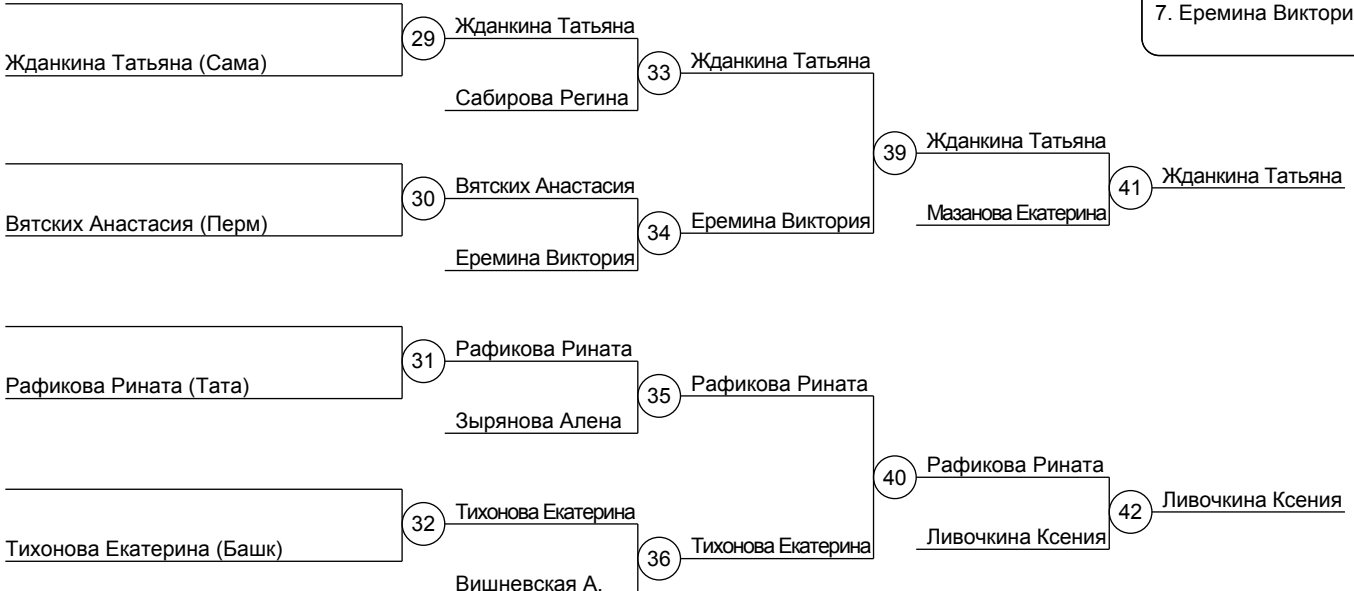 7. Еремина Виктори
29
Жданкина Татьяна
Жданкина Татьяна (Сама)
33
Жданкина Татьяна
Сабирова Регина
39
Жданкина Татьяна
30
Вятских Анастасия
41
Жданкина Татьяна
Вятских Анастасия (Перм)
34
Еремина Виктория
Мазанова Екатерина
Еремина Виктория
31
Рафикова Рината
Рафикова Рината (Тата)
35
Рафикова Рината
Зырянова Алена
40
Рафикова Рината
32
Тихонова Екатерина
42
Ливочкина Ксения
Тихонова Екатерина (Башк)
36
Тихонова Екатерина
Ливочкина Ксения
Вишневская А.